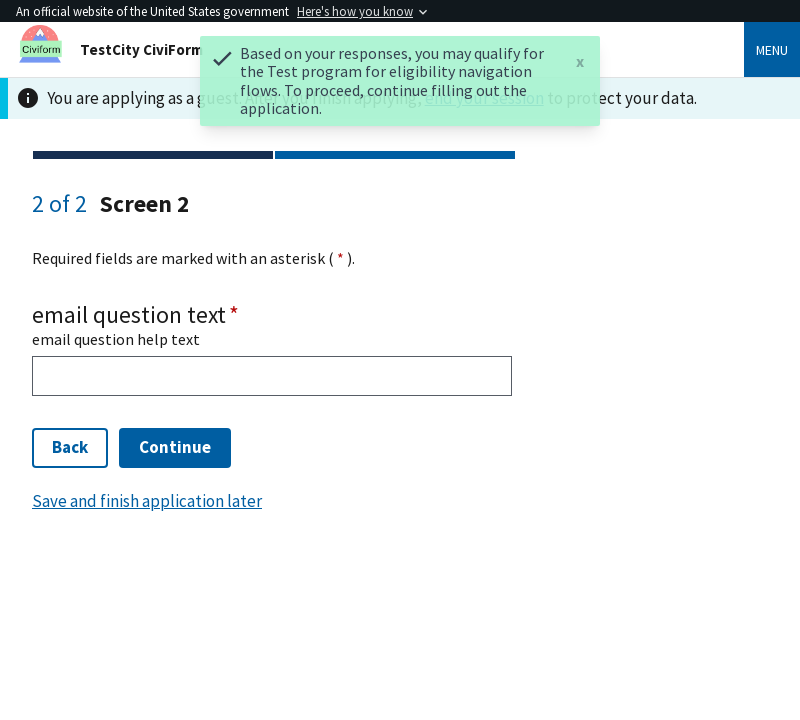 An official website of the United States government Here's how you know
Civiform
TestCity CiviForm
MENU
Based on your responses, you may qualify for
the Test program for eligibility navigation
flows. To proceed, continue filling out the
application.
x
You are applying as a guest. After you finish applying, end your session to protect your data.
2 of 2 Screen 2
Required fields are marked with an asterisk ( * ).
email question text *
email question help text
Back
Continue
Save and finish application later